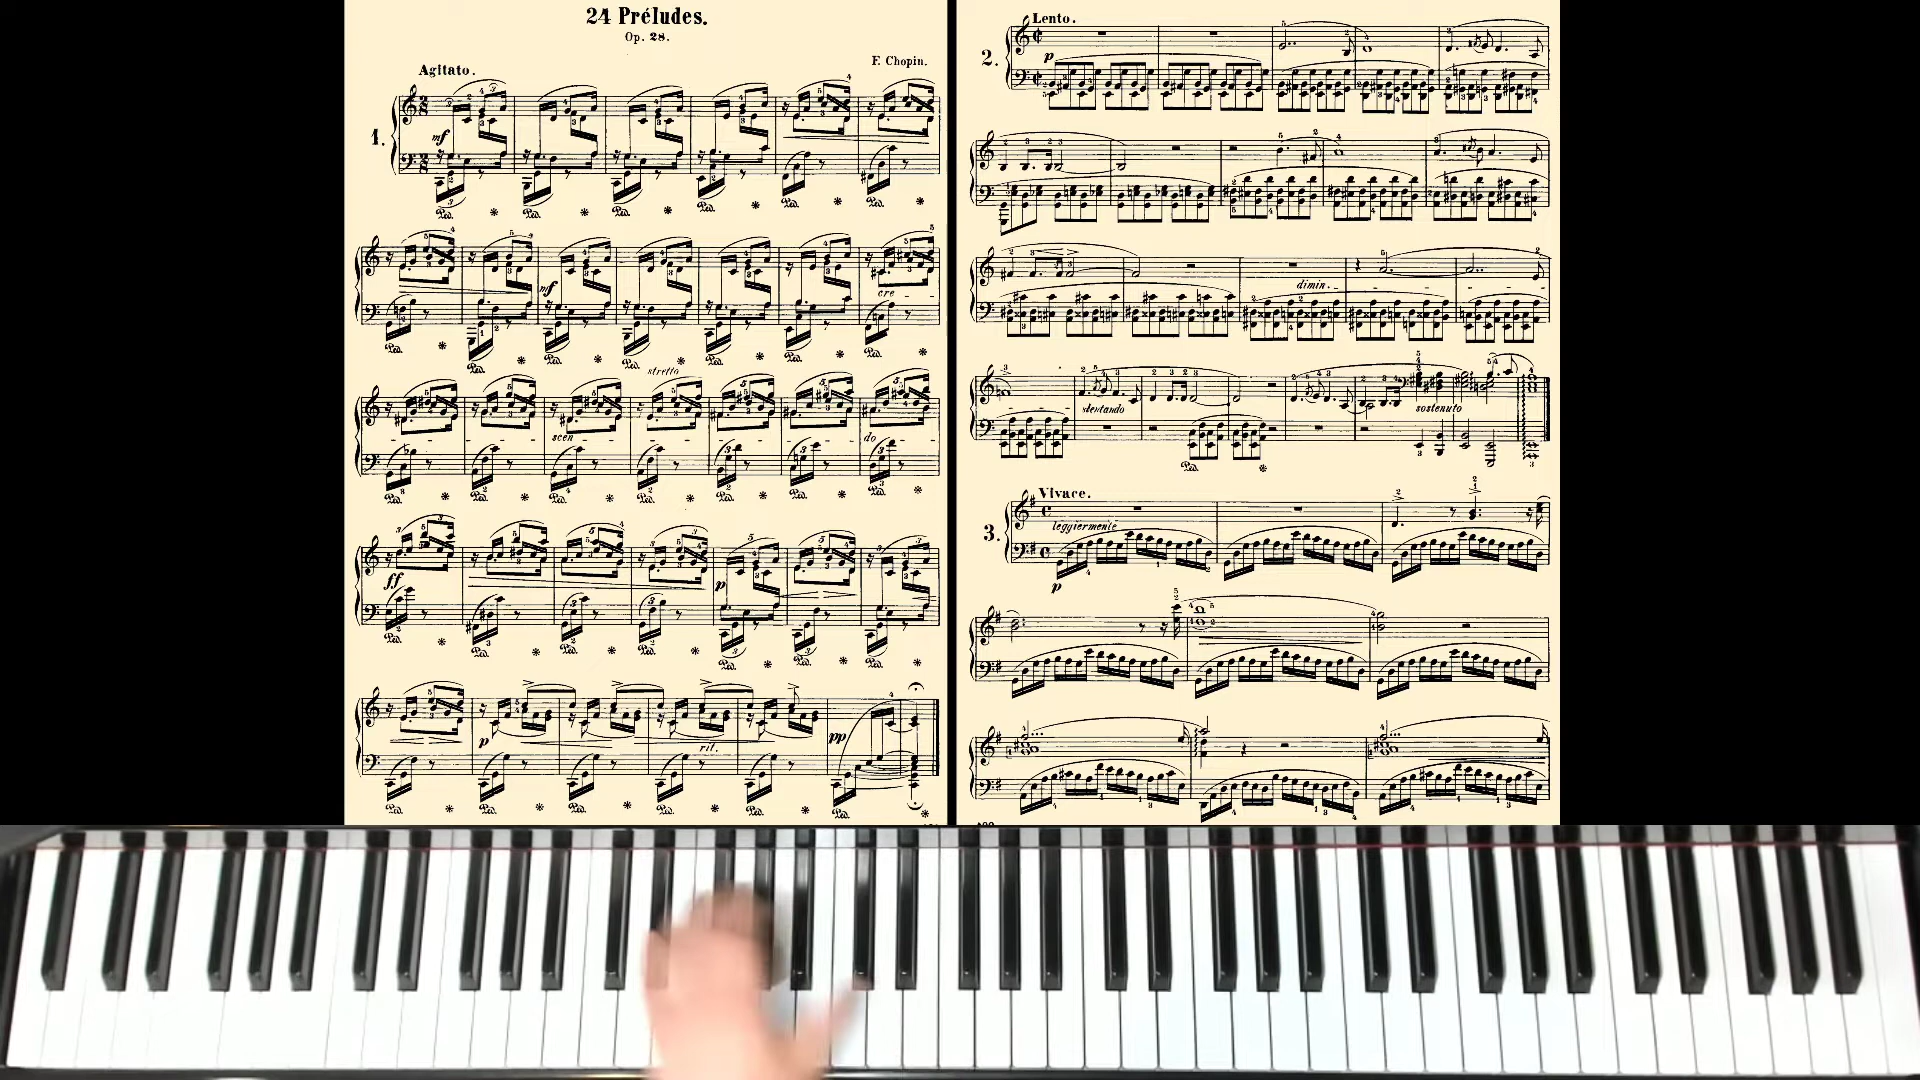 24 Préludes.
Op. 28.
F. Chopin.
Agitato.
1.
mf
mf
cre -
stretto
scen
do
ff
p
p
rit.
pp
Lento.
2.
p
dimin.
slentando
sostenuto
Vivace.
3.
leggiermente
p